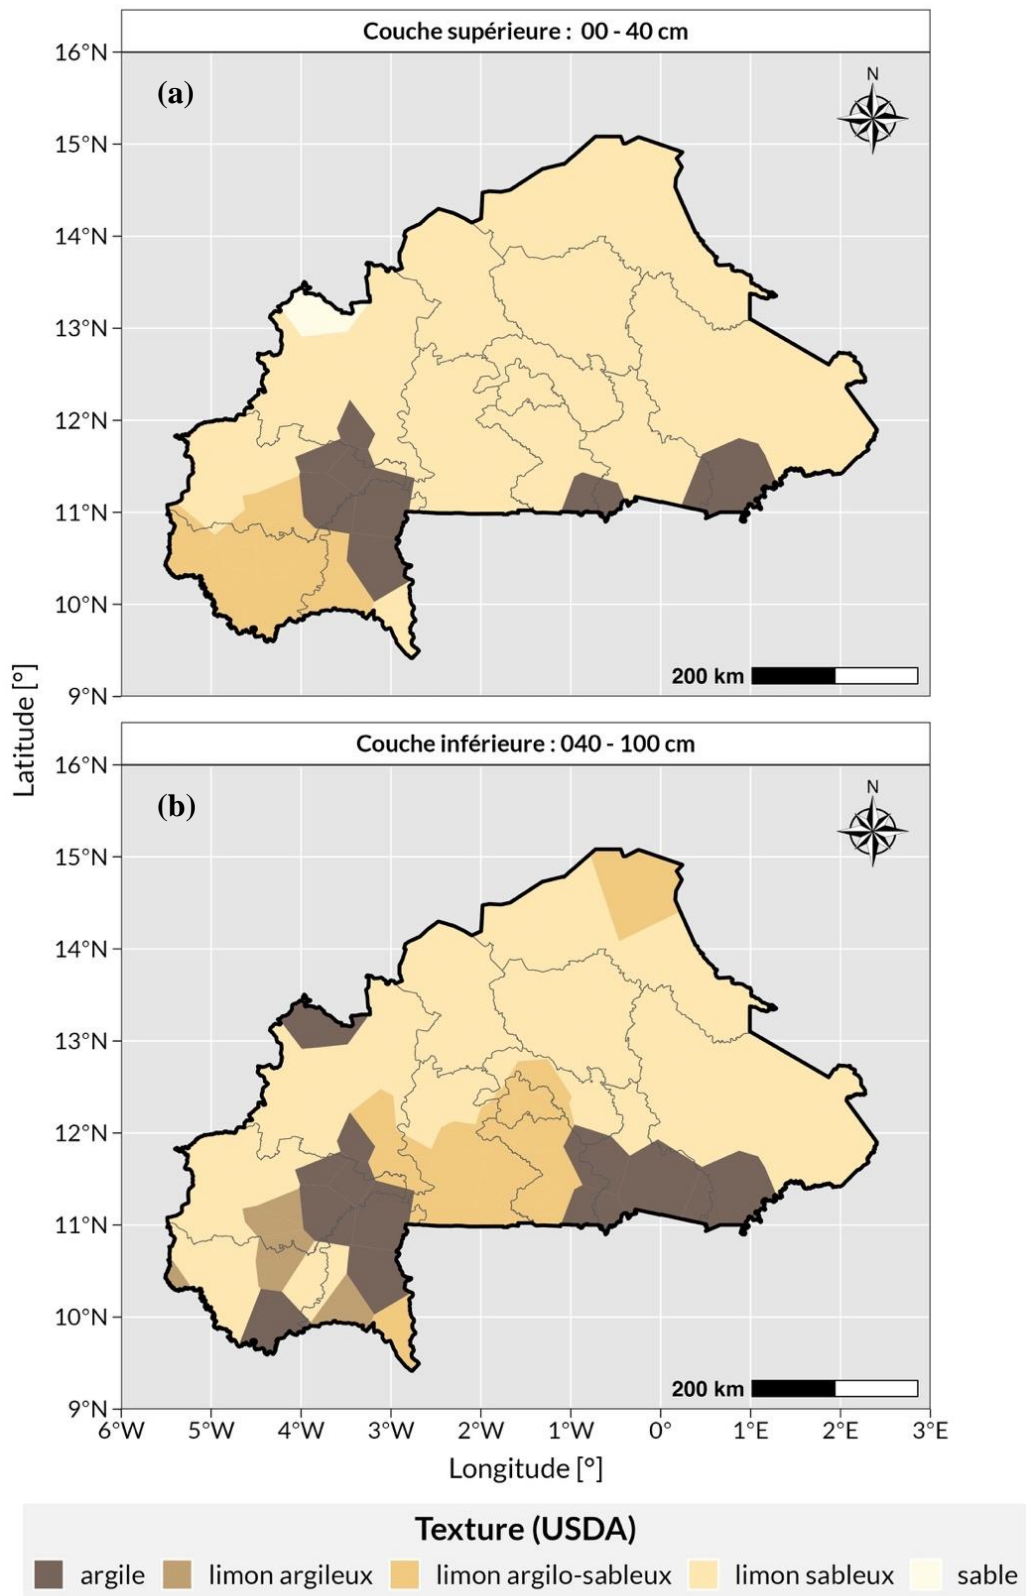 Couche supérieure : 00 - 40 cm
16°N
(a)
N
15°N
14°N
13°N
12°N
11°N
10°N
200 km
9°N
Latitude [°]
Couche inférieure : 040 - 100 cm
16°N
(b)
N
15°N
14°N
13°N
12°N
11°N
10°N
200 km
9°N
6°W 5°W 4°W 3°W 2°W 1°W 0° 1°E 2°E 3°E
Longitude [°]
Texture (USDA)
argile limon argileux limon argilo-sableux limon sableux sable